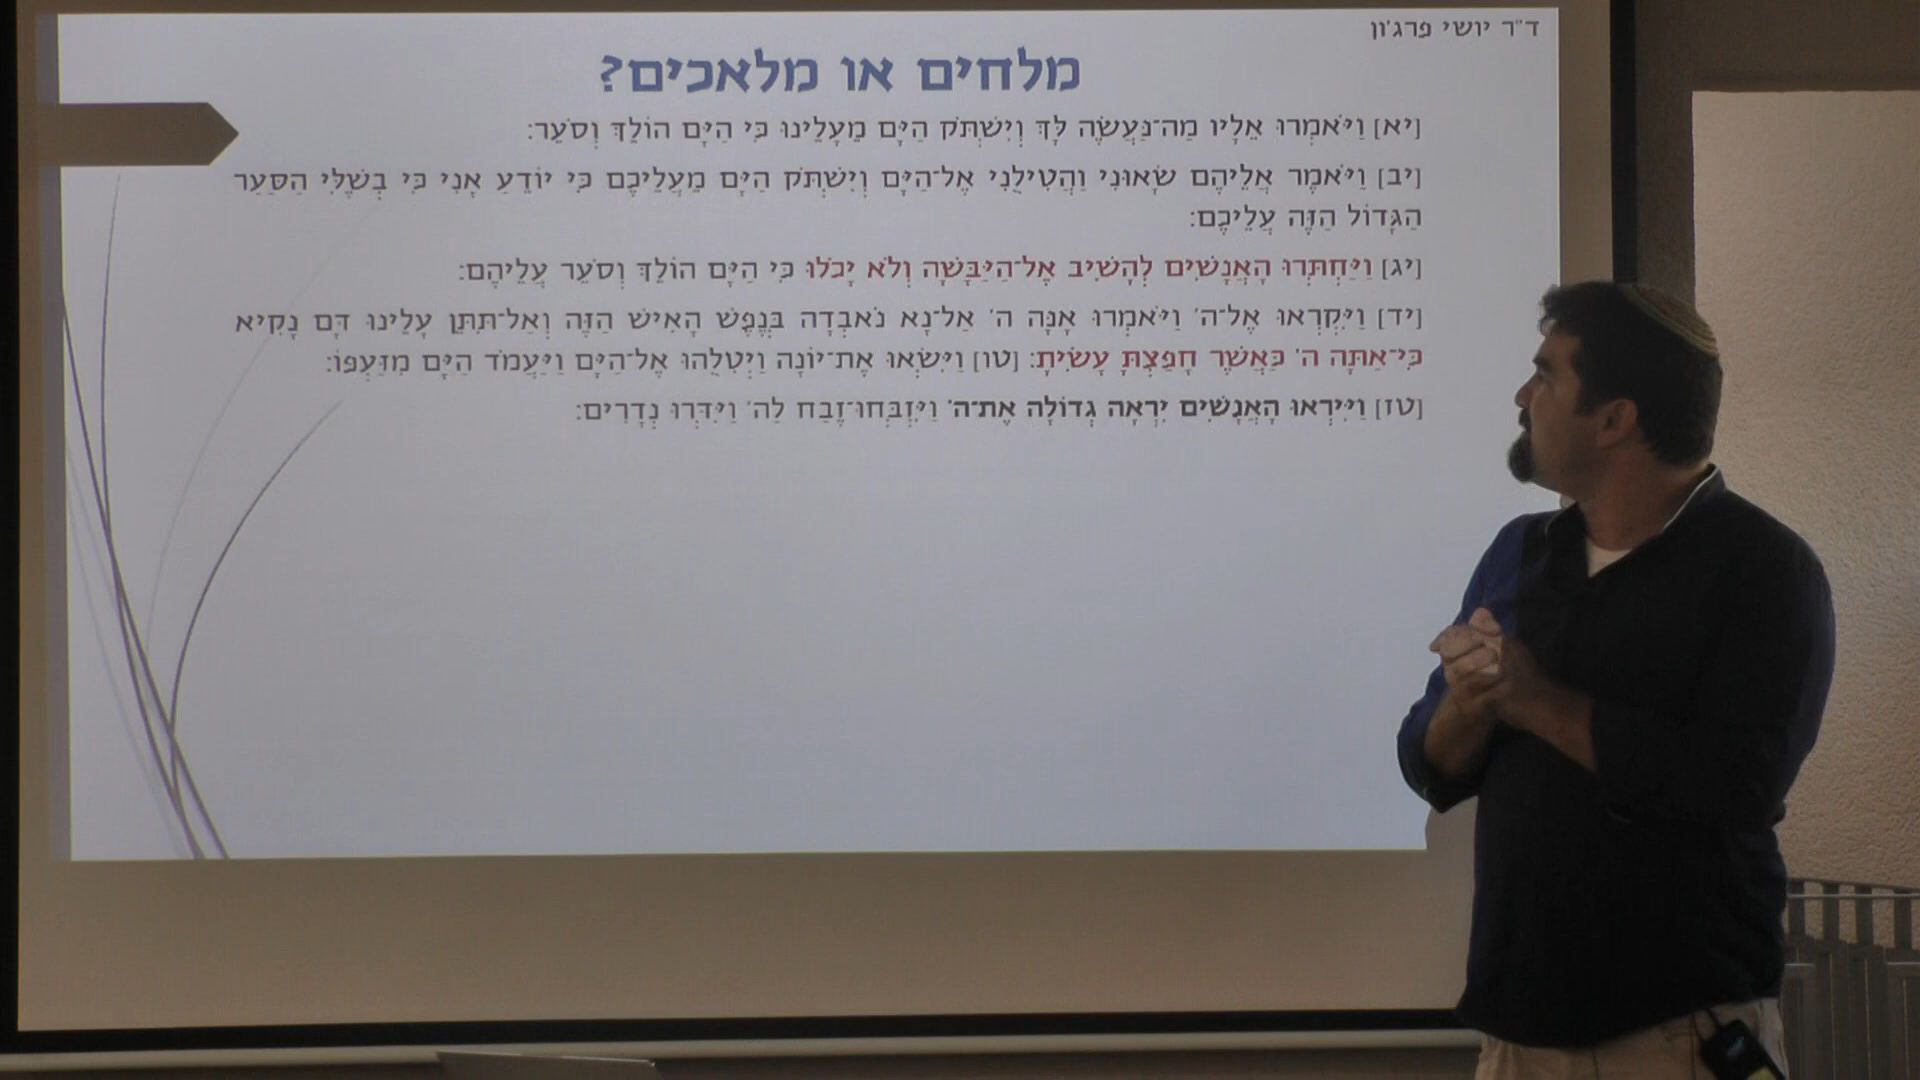 ד"ר יושי פרג'ון
מלחים או מלאכים?
[יא] וַיֹּאמְרוּ אֵלָיו מַה־נַּעֲשֶׂה לָּךְ וְיִשְׁתֹּק הַיָּם מֵעָלֵינוּ כִּי הַיָּם הוֹלֵךְ וְסֹעֵר:
[יב] וַיֹּאמֶר אֲלֵיהֶם שָׂאוּנִי וַהֲטִילֻנִי אֶל־הַיָּם וְיִשְׁתֹּק הַיָּם מֵעֲלֵיכֶם כִּי יוֹדֵעַ אָנִי כִּי בְשֶׁלִּי הַסַּעַר
הַגָּדוֹל הַזֶּה עֲלֵיכֶם:
[יג] וַיַּחְתְּרוּ הָאֲנָשִׁים לְהָשִׁיב אֶל־הַיַּבָּשָׁה וְלֹא יָכֹלוּ כִּי הַיָּם הוֹלֵךְ וְסֹעֵר עֲלֵיהֶם:
[יד] וַיִּקְרְאוּ אֶל־ה' וַיֹּאמְרוּ אָנָּה ה' אַל־נָא נֹאבְדָה בְּנֶפֶשׁ הָאִישׁ הַזֶּה וְאַל־תִּתֵּן עָלֵינוּ דָּם נָקִיא
כִּי־אַתָּה ה' כַּאֲשֶׁר חָפַצְתָּ עָשִׂיתָ: [טו] וַיִּשְׂאוּ אֶת־יוֹנָה וַיְטִלֻהוּ אֶל־הַיָּם וַיַּעֲמֹד הַיָּם מִזַּעְפּוֹ:
[טז] וַיִּירְאוּ הָאֲנָשִׁים יִרְאָה גְדוֹלָה אֶת־ה' וַיִּזְבְּחוּ־זֶבַח לַה' וַיִּדְּרוּ נְדָרִים: